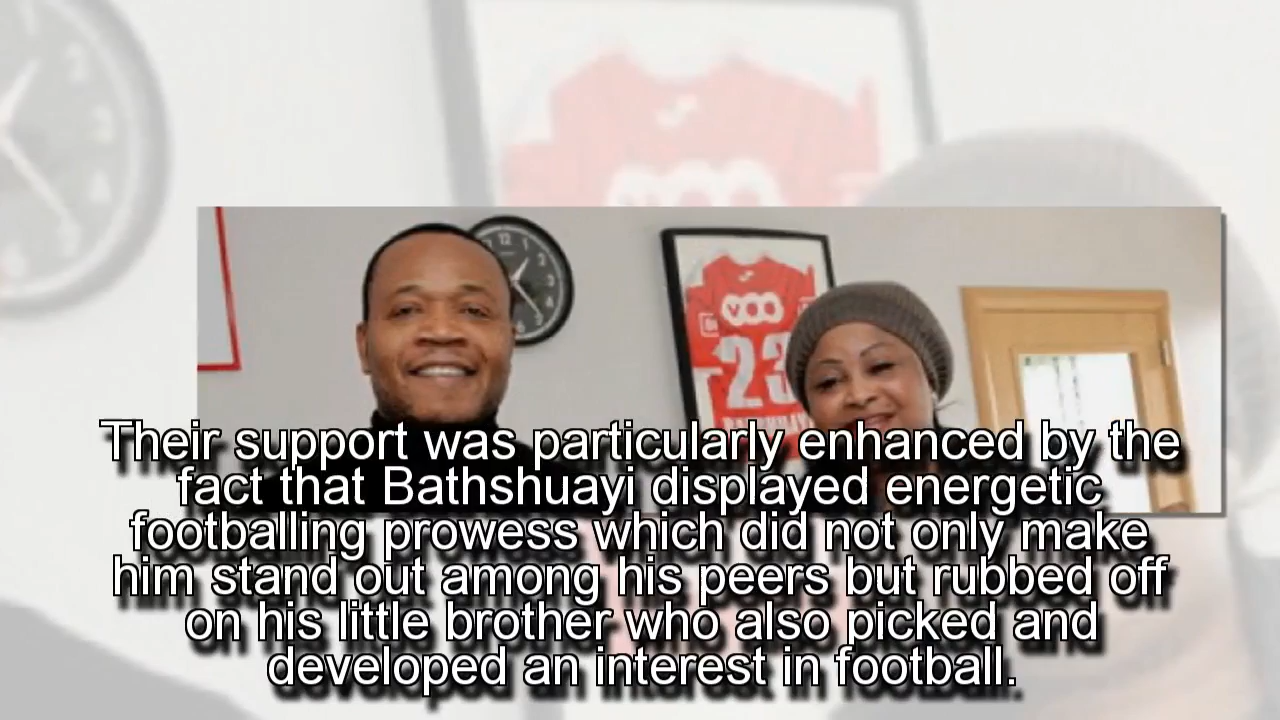 voo
23
Their support was particularly enhanced by the
fact that Bathshuayi displayed energetic
footballing prowess which did not only make
him stand out among his peers but rubbed off
on his little brother who also picked and
developed an interest in football.